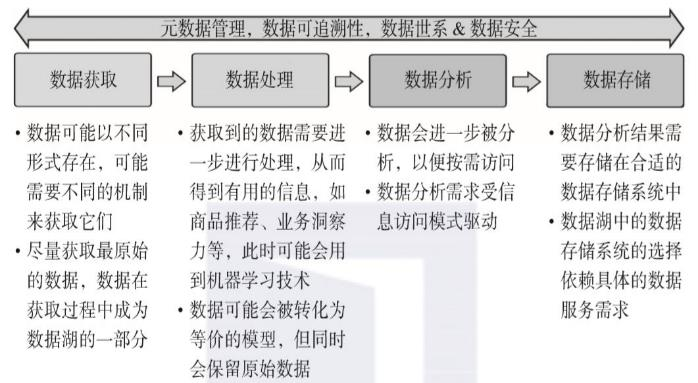 元数据管理，数据可追溯性，数据世系 & 数据安全
数据获取
数据处理
数据分析
数据存储
• 数据可能以不同
形式存在，可能
需要不同的机制
来获取它们
• 尽量获取最原始
的数据，数据在
获取过程中成为
数据湖的一部分
• 获取到的数据需要进
一步进行处理，从而
得到有用的信息，如
商品推荐、业务洞察
力等，此时可能会用
到机器学习技术
• 数据可能会被转化为
等价的模型，但同时
会保留原始数据
• 数据会进一步被分
析，以便按需访问
• 数据分析需求受信
息访问模式驱动
• 数据分析结果需
要存储在合适的
数据存储系统中
• 数据湖中的数据
存储系统的选择
依赖具体的数据
服务需求